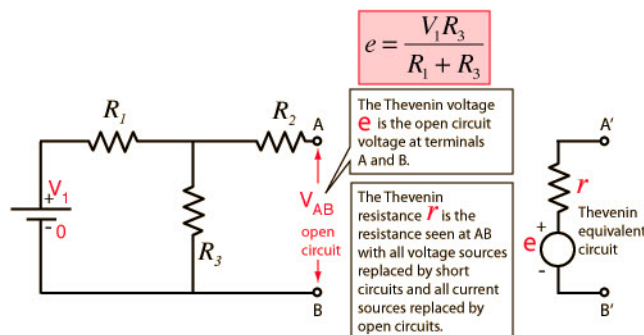 e = V₁R₃ / (R₁ + R₃)
R₁
R₂
A
The Thevenin voltage
e is the open circuit
voltage at terminals
A and B.
A'
V₁
+
-
0
R₃
V_AB
open
circuit
B
The Thevenin
resistance r is the
resistance seen at AB
with all voltage sources
replaced by short
circuits and all current
sources replaced by
open circuits.
r
Thevenin
equivalent
circuit
+
e
-
B'